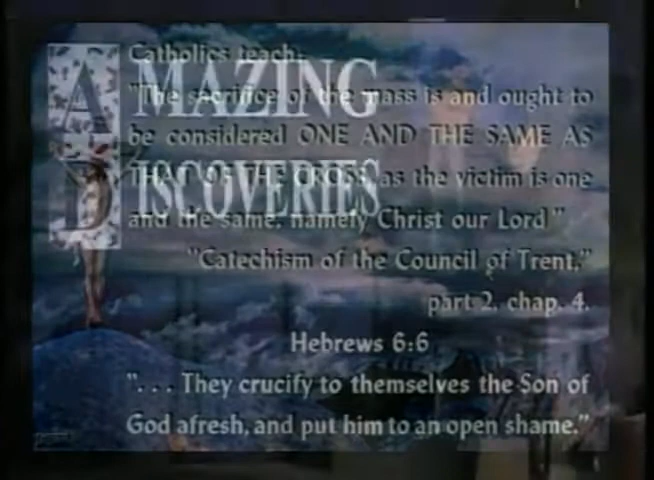 Catholics teach:
AMAZING
"The sacrifice of the mass is and ought to
be considered ONE AND THE SAME AS
THAT OF THE CROSS, as the victim is one
DISCOVERIES
and the same, namely Christ our Lord"
"Catechism of the Council of Trent,"
part 2, chap. 4.
Hebrews 6:6
". . . They crucify to themselves the Son of
God afresh, and put him to an open shame."